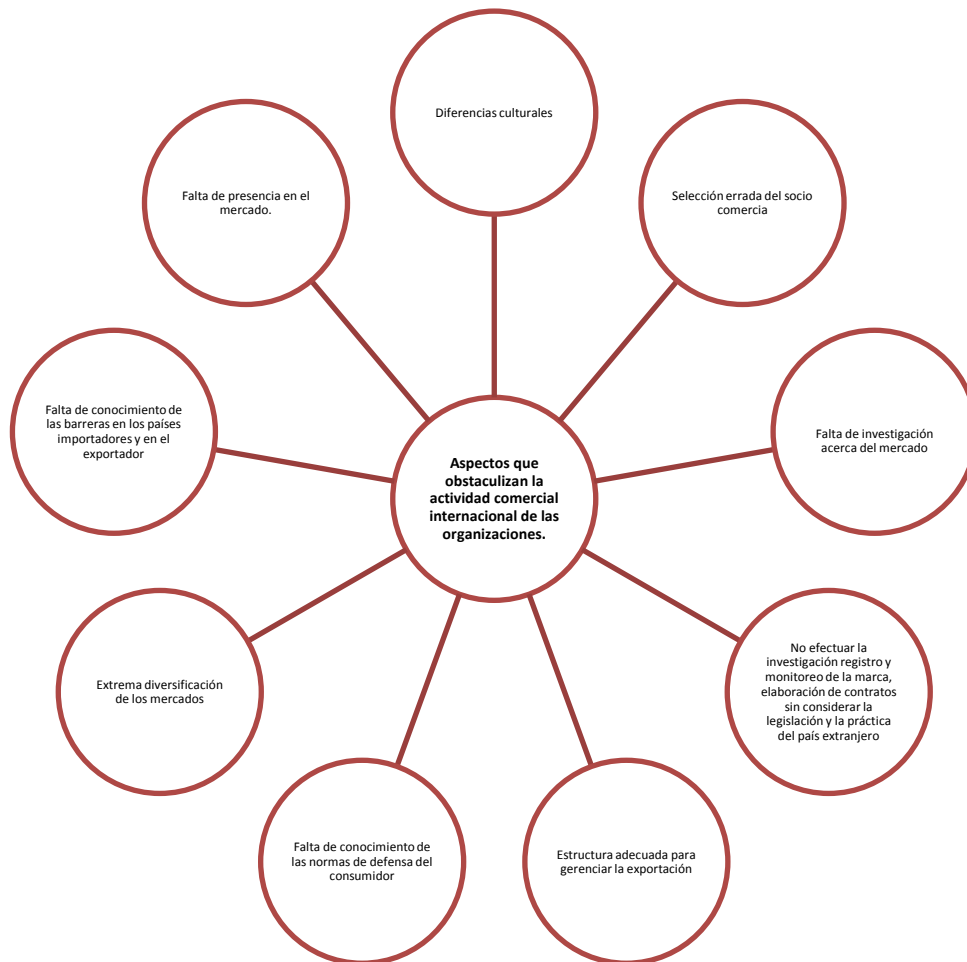 Diferencias culturales
Selección errada del socio
comercia
Falta de investigación
acerca del mercado
No efectuar la
investigación registro y
monitoreo de la marca,
elaboración de contratos
sin considerar la
legislación y la práctica
del país extranjero
Estructura adecuada para
gerenciar la exportación
Falta de conocimiento de
las normas de defensa del
consumidor
Extrema diversificación
de los mercados
Falta de conocimiento de
las barreras en los países
importadores y en el
exportador
Falta de presencia en el
mercado.
Aspectos que
obstaculizan la
actividad comercial
internacional de las
organizaciones.